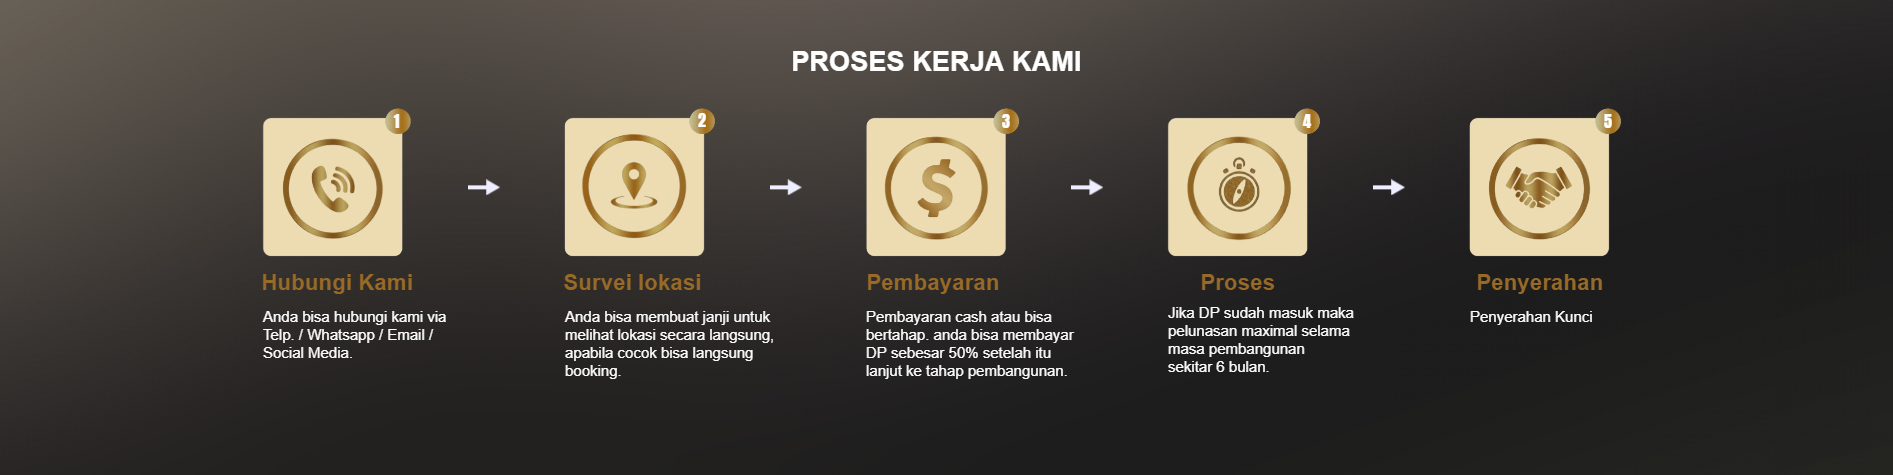 PROSES KERJA KAMI
1
Hubungi Kami
Anda bisa hubungi kami via
Telp. / Whatsapp / Email /
Social Media.
2
Survei lokasi
Anda bisa membuat janji untuk
melihat lokasi secara langsung,
apabila cocok bisa langsung
booking.
3
Pembayaran
Pembayaran cash atau bisa
bertahap. anda bisa membayar
DP sebesar 50% setelah itu
lanjut ke tahap pembangunan.
4
Proses
Jika DP sudah masuk maka
pelunasan maximal selama
masa pembangunan
sekitar 6 bulan.
5
Penyerahan
Penyerahan Kunci